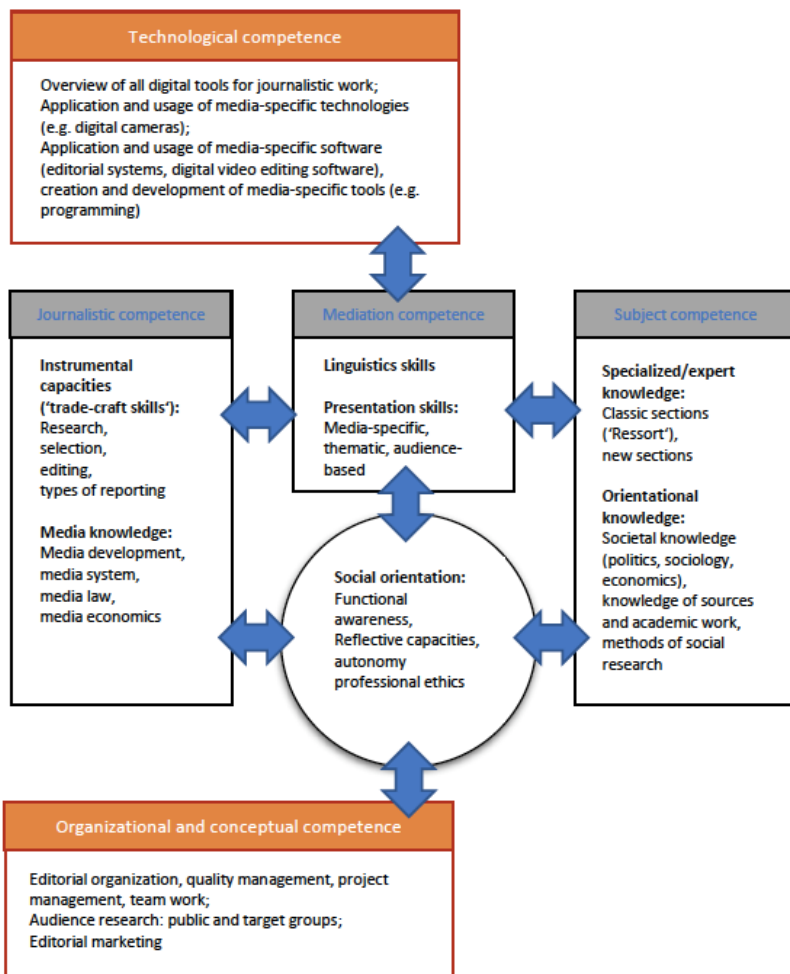 Technological competence
Overview of all digital tools for journalistic work;
Application and usage of media-specific technologies
(e.g. digital cameras);
Application and usage of media-specific software
(editorial systems, digital video editing software),
creation and development of media-specific tools (e.g.
programming)
Journalistic competence
Instrumental
capacities
(‘trade-craft skills‘):
Research,
selection,
editing,
types of reporting
Media knowledge:
Media development,
media system,
media law,
media economics
Mediation competence
Linguistics skills
Presentation skills:
Media-specific,
thematic, audience-
based
Subject competence
Specialized/expert
knowledge:
Classic sections
(‘Ressort‘),
new sections
Orientational
knowledge:
Societal knowledge
(politics, sociology,
economics),
knowledge of sources
and academic work,
methods of social
research
Social orientation:
Functional
awareness,
Reflective capacities,
autonomy
professional ethics
Organizational and conceptual competence
Editorial organization, quality management, project
management, team work;
Audience research: public and target groups;
Editorial marketing